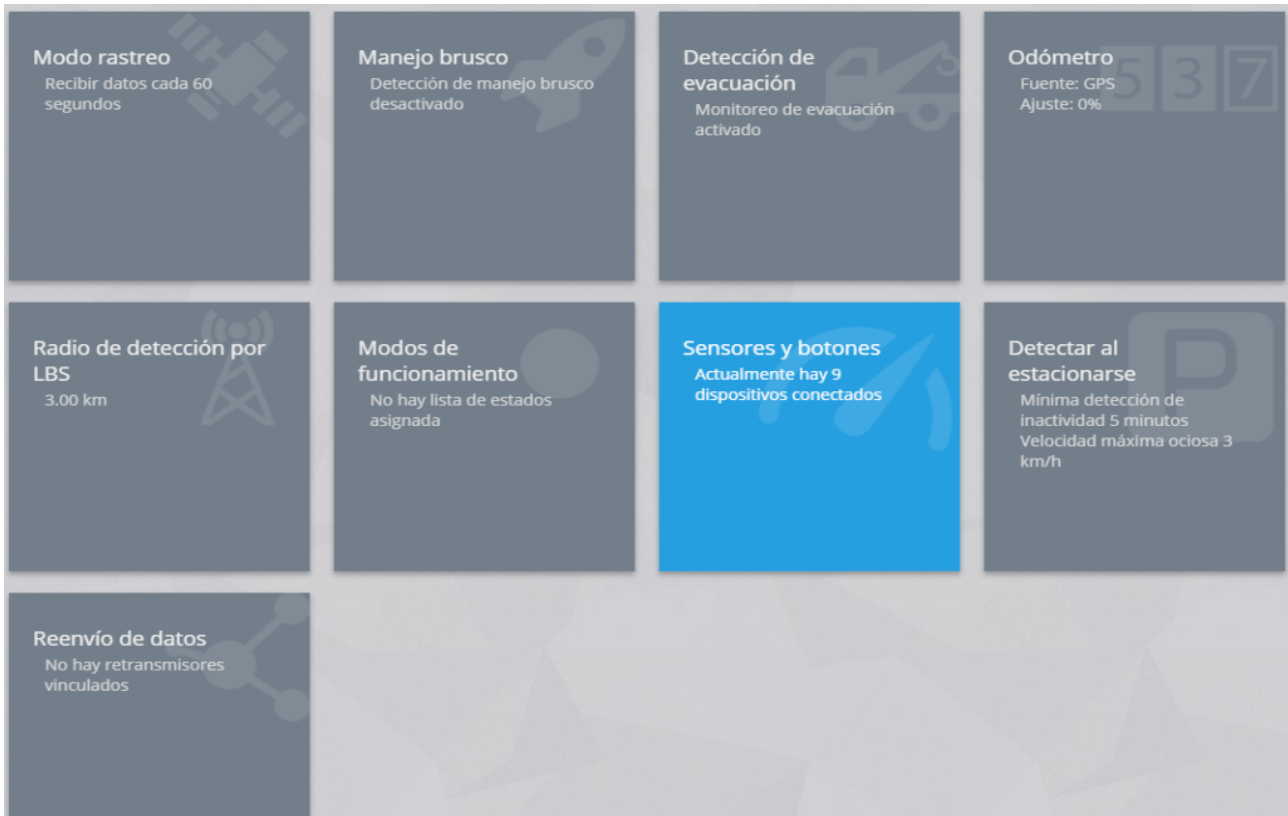 Modo rastreo
Recibir datos cada 60
segundos
Manejo brusco
Detección de manejo brusco
desactivado
Detección de
evacuación
Monitoreo de evacuación
activado
Odómetro
Fuente: GPS
Ajuste: 0%
5 3 7
Radio de detección por
LBS
3.00 km
Modos de
funcionamiento
No hay lista de estados
asignada
Sensores y botones
Actualmente hay 9
dispositivos conectados
Detectar al
estacionarse
Mínima detección de
inactividad 5 minutos
Velocidad máxima ociosa 3
km/h
P
Reenvío de datos
No hay retransmisores
vinculados